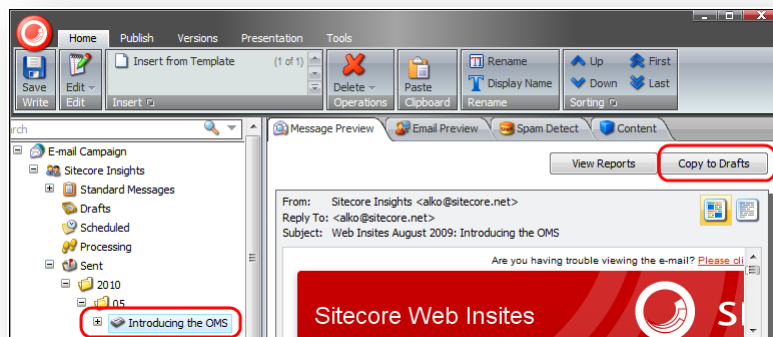 Home Publish Versions Presentation Tools
Insert from Template (1 of 1)
Rename
Up First
Save Edit Delete Paste
Display Name
Down Last
Write Edit Insert Operations Clipboard Rename Sorting
rch
Message Preview Email Preview Spam Detect Content
E-mail Campaign
View Reports Copy to Drafts
Sitecore Insights
Standard Messages
Drafts
Scheduled
Processing
Sent
2010
05
Introducing the OMS
From: Sitecore Insights <alko@sitecore.net>
Reply To: <alko@sitecore.net>
Subject: Web Insites August 2009: Introducing the OMS
Are you having trouble viewing the e-mail? Please cli
Sitecore Web Insites